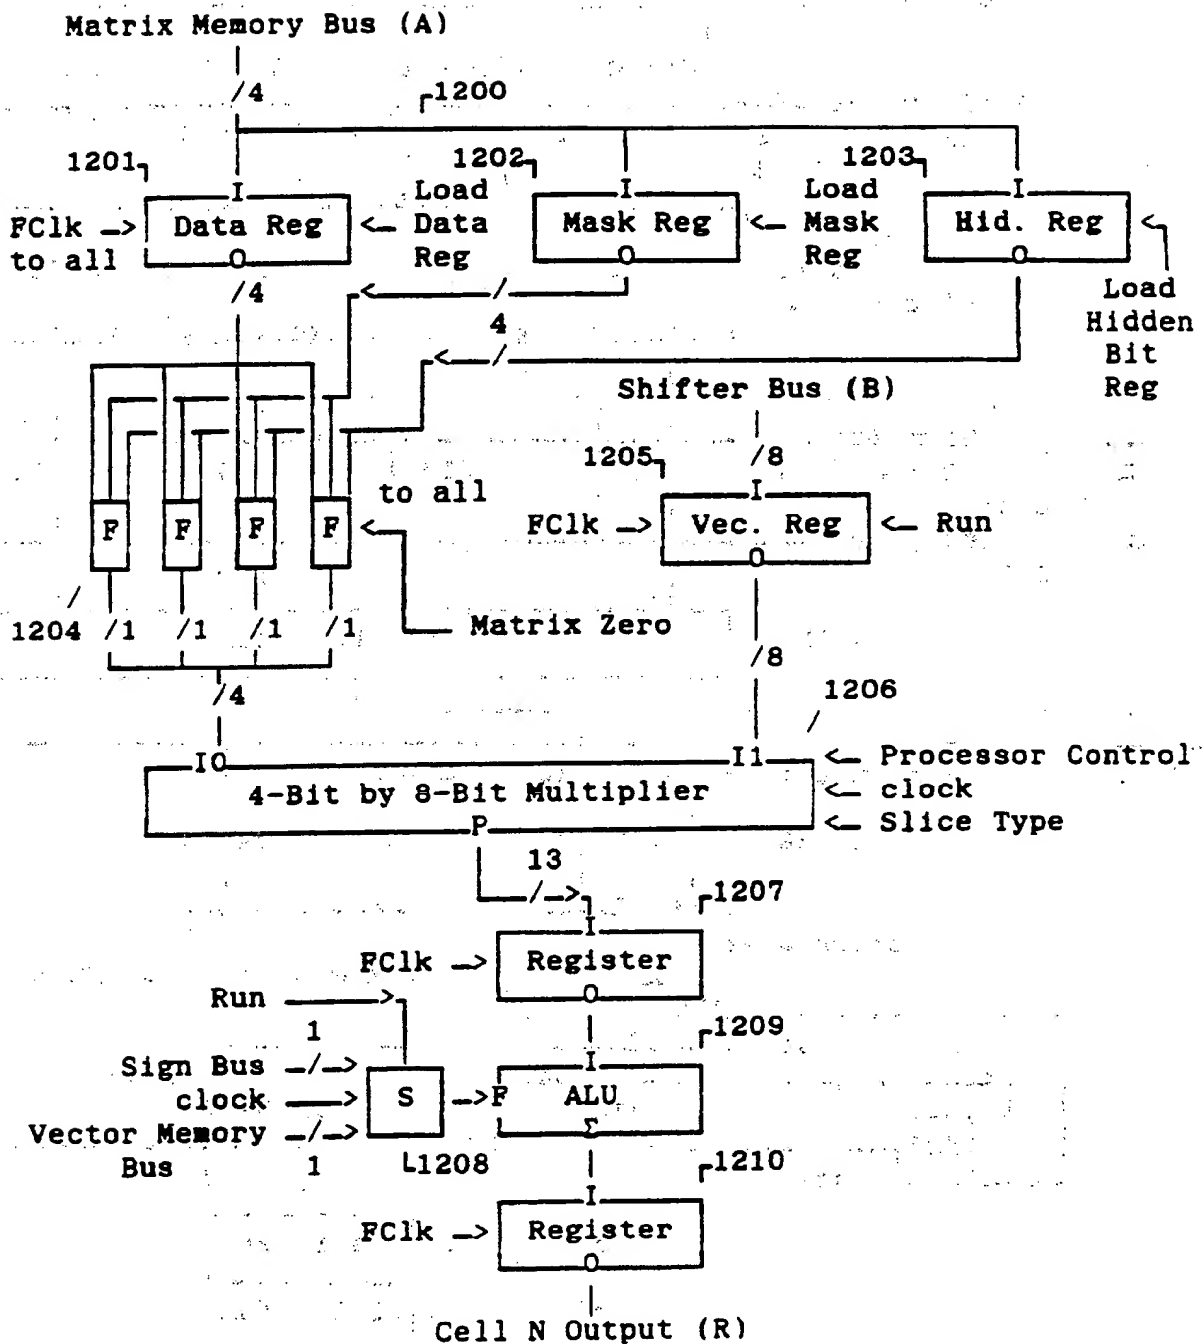 Matrix Memory Bus (A)
/4
1200
1201
1202
1203
I
I
I
FClk —>
to all
Data Reg
<— Load
Data
Reg
Mask Reg
<— Load
Mask
Reg
Hid. Reg
<—
Load
Hidden
Bit
Reg
O
O
O
/4
<— /
4
<— /
Shifter Bus (B)
/8
1205
to all
I
F
F
F
F
<—
FClk —>
Vec. Reg
<— Run
O
1204
/1
/1
/1
/1
Matrix Zero
/8
/4
1206
I0
I1
<— Processor Control
4-Bit by 8-Bit Multiplier
<— clock
P
<— Slice Type
13
/ —>
1207
I
FClk —>
Register
O
Run —>
1
1209
I
Sign Bus —/—>
clock —>
S
—> F
ALU
Vector Memory —/—>
Σ
Bus
1
1208
1210
I
FClk —>
Register
O
Cell N Output (R)